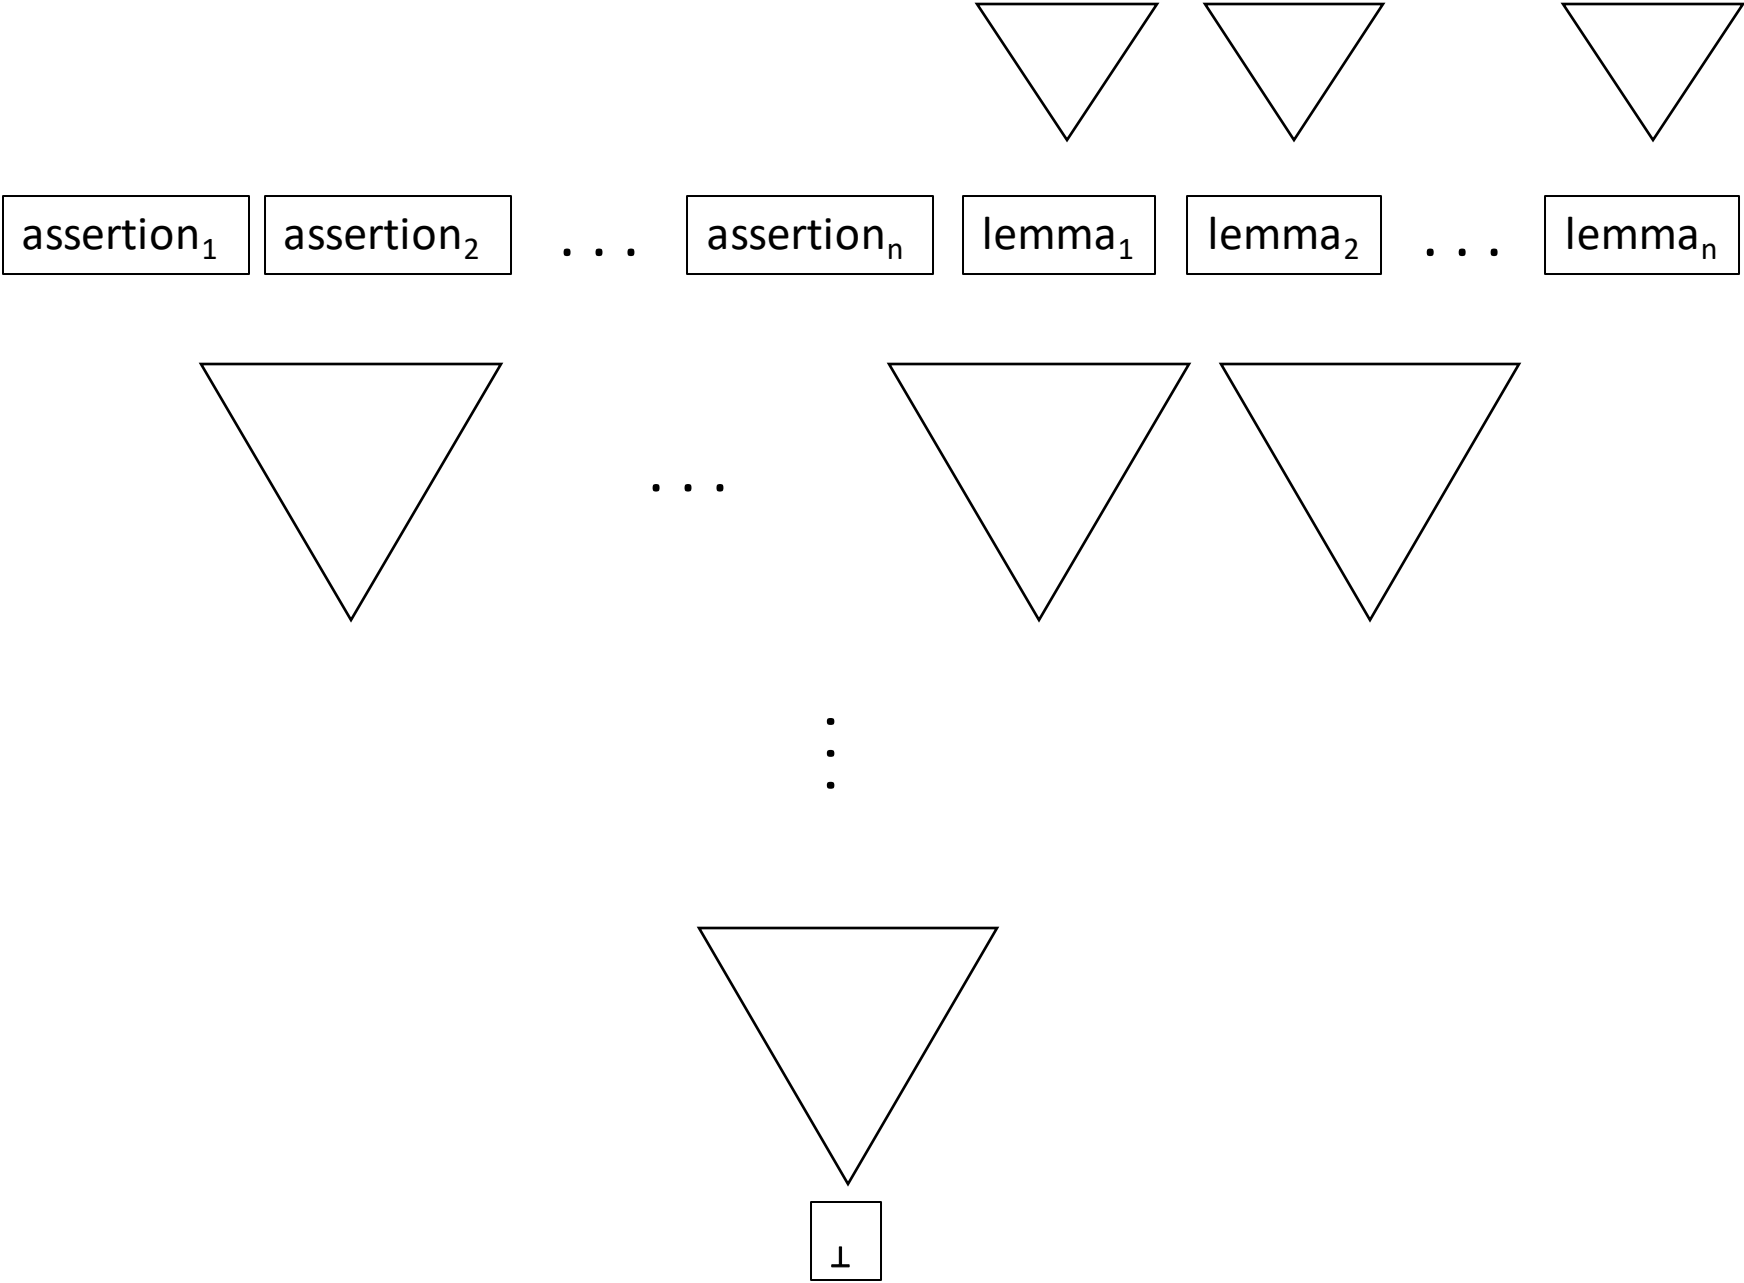 assertion₁ assertion₂ . . . assertionₙ lemma₁ lemma₂ . . . lemmaₙ
. . .
.
.
.
⊥